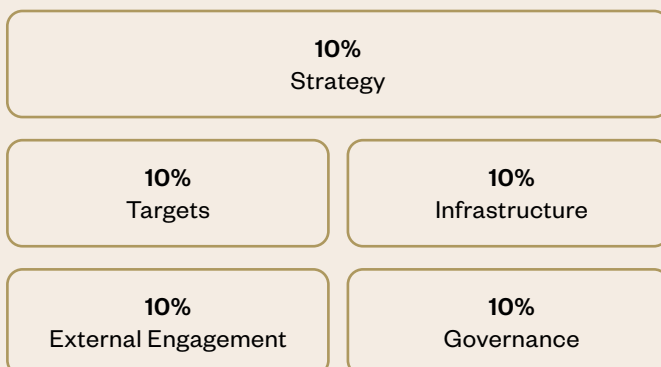 10%
Strategy
10%
Targets
10%
Infrastructure
10%
External Engagement
10%
Governance